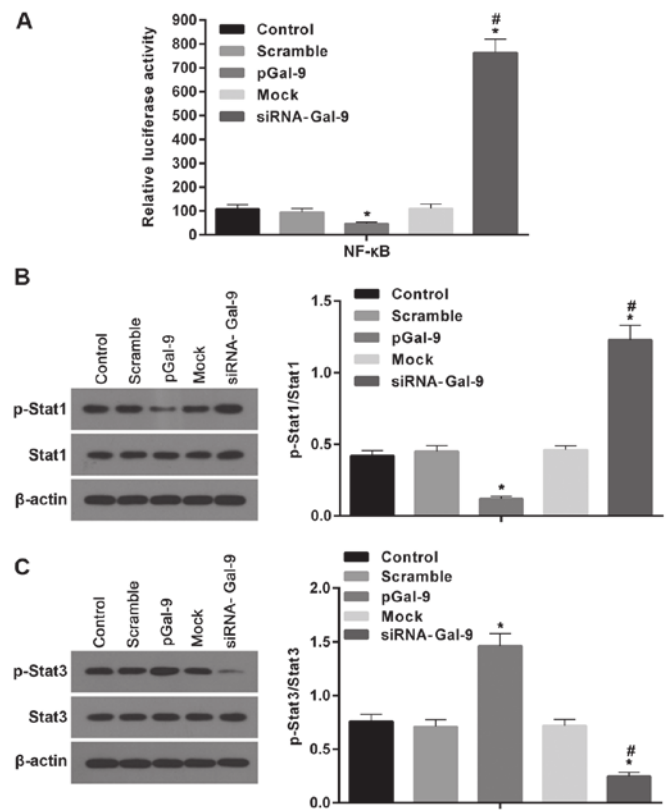 A
Relative luciferase activity
900
800
700
600
500
400
300
200
100
0
Control
Scramble
pGal-9
Mock
siRNA-Gal-9
*
#
*
NF-κB
B
Control
Scramble
pGal-9
Mock
siRNA- Gal-9
p-Stat1
Stat1
β-actin
p-Stat1/Stat1
1.5
1.0
0.5
0.0
Control
Scramble
pGal-9
Mock
siRNA-Gal-9
*
#
*
C
Control
Scramble
pGal-9
Mock
siRNA- Gal-9
p-Stat3
Stat3
β-actin
p-Stat3/Stat3
2.0
1.5
1.0
0.5
0.0
Control
Scramble
pGal-9
Mock
siRNA-Gal-9
*
#
*